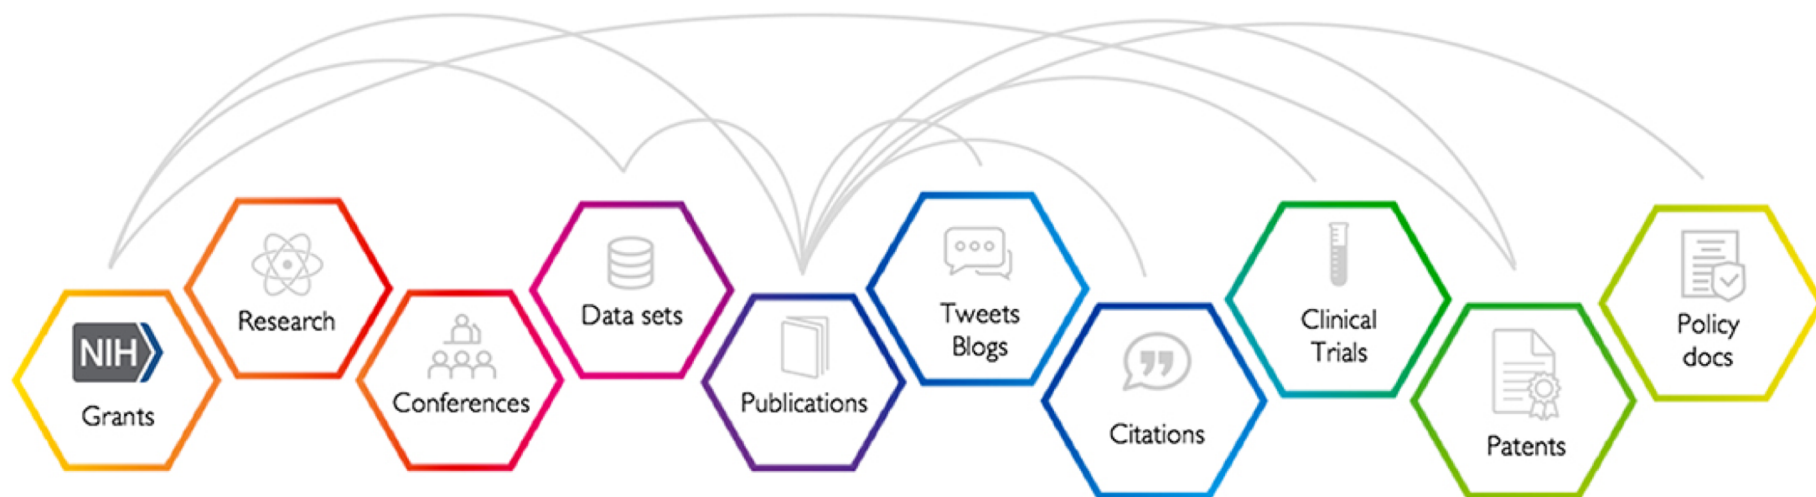 NIH
Grants
Research
Conferences
Data sets
Publications
Tweets
Blogs
Citations
Clinical
Trials
Patents
Policy
docs